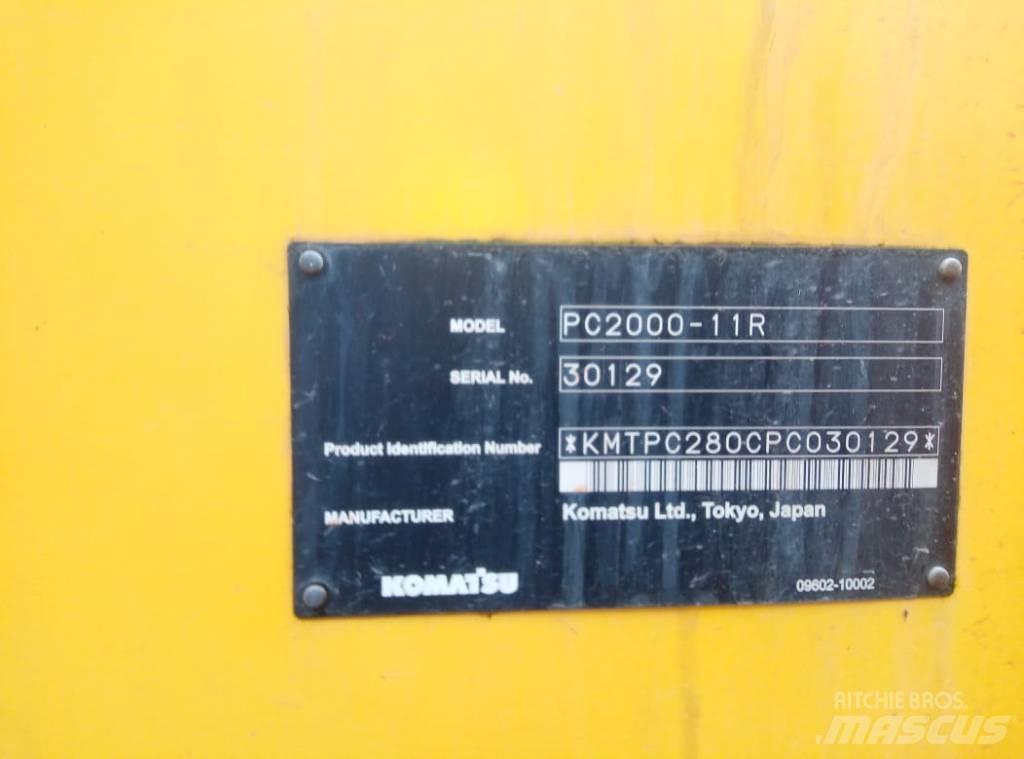 MODEL PC2000-11R
SERIAL No. 30129
Product Identification Number *KMTPC280CPC030129*
MANUFACTURER Komatsu Ltd., Tokyo, Japan
KOMATSU 09602-10002
RITCHIE BROS.
MASCUS